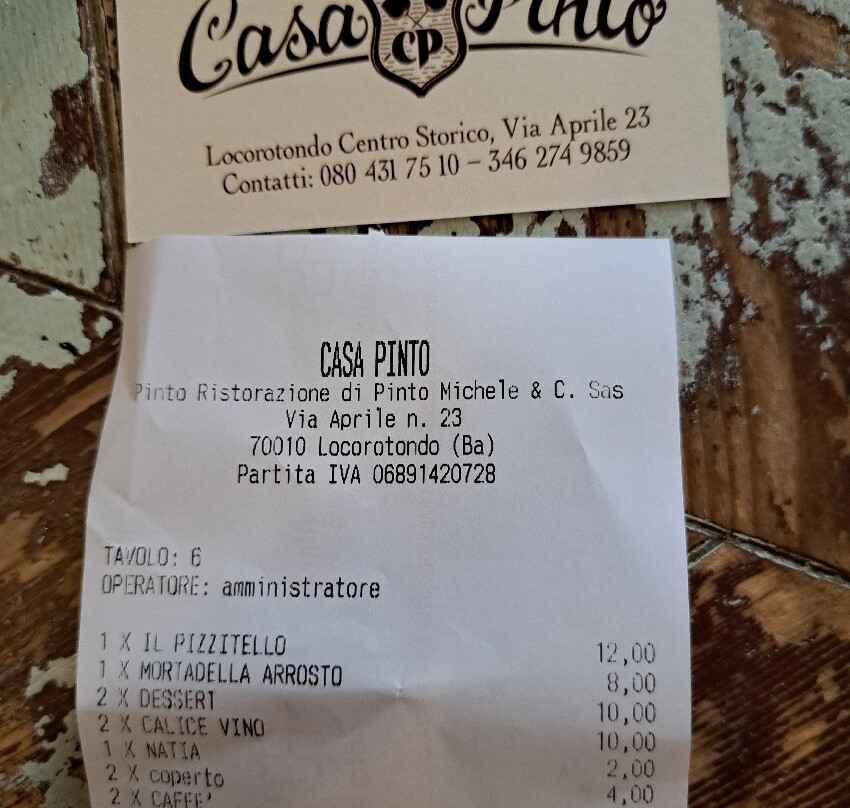 Casa Pinto
CP
Locorotondo Centro Storico, Via Aprile 23
Contatti: 080 431 75 10 – 346 274 9859
CASA PINTO
Pinto Ristorazione di Pinto Michele & C. Sas
Via Aprile n. 23
70010 Locorotondo (Ba)
Partita IVA 06891420728
TAVOLO: 6
OPERATORE: amministratore
1 X IL PIZZITELLO 12,00
1 X MORTADELLA ARROSTO 8,00
2 X DESSERT 10,00
2 X CALICE VINO 10,00
1 X NATIA 2,00
2 X coperto 4,00
2 X CAFFE'